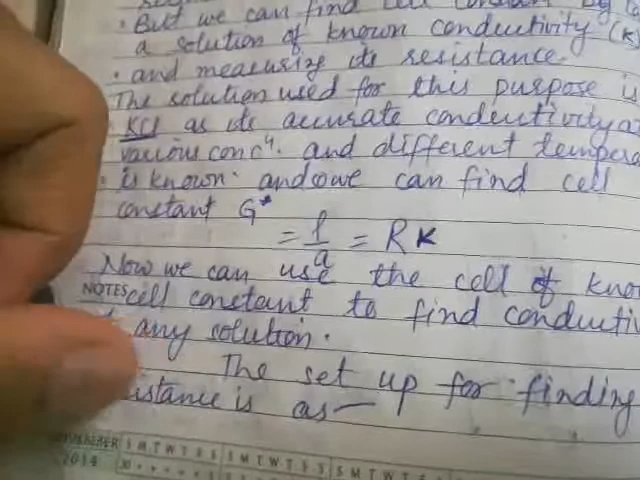 • But we can find cell constant by
a solution of known conductivity (K
• and measuring its resistance.
The solution used for this purpose is
KCl as its accurate conductivity at
various concⁿ. and different tempera
is known. and so we can find cell
constant G*
= l/a = R K
Now we can use the cell of know
NOTES cell constant to find conductivi
any solution.
The set up for finding
istance is as —
2014 S M T W T F S S M T W T F S S M T W